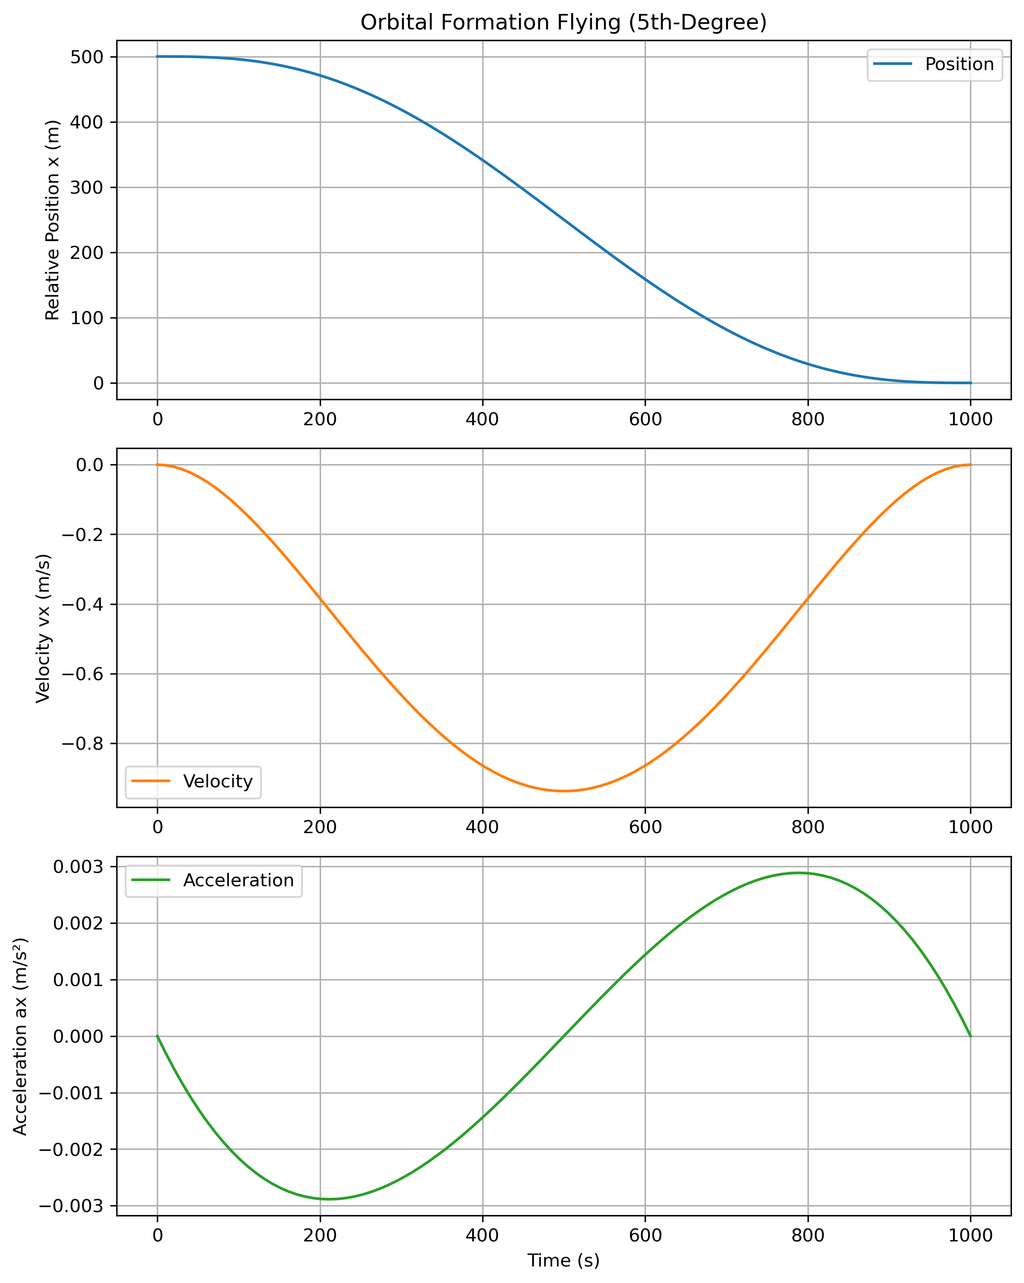 Orbital Formation Flying (5th-Degree)
Relative Position x (m)
500
400
300
200
100
0
Position
0 200 400 600 800 1000
Velocity vx (m/s)
0.0
−0.2
−0.4
−0.6
−0.8
Velocity
0 200 400 600 800 1000
Acceleration ax (m/s²)
0.003
0.002
0.001
0.000
−0.001
−0.002
−0.003
Acceleration
0 200 400 600 800 1000
Time (s)